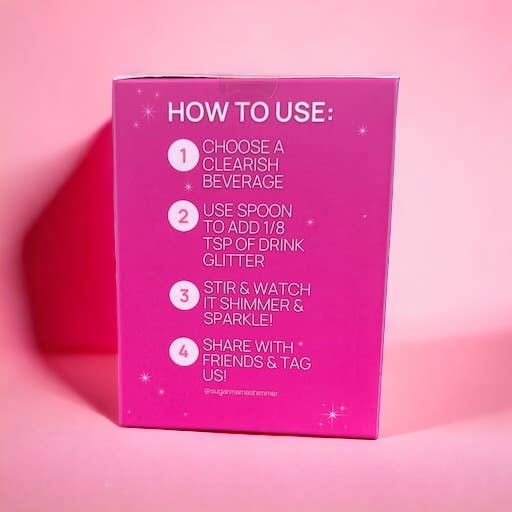 HOW TO USE:
1 CHOOSE A
CLEARISH
BEVERAGE
2 USE SPOON
TO ADD 1/8
TSP OF DRINK
GLITTER
3 STIR & WATCH
IT SHIMMER &
SPARKLE!
4 SHARE WITH
FRIENDS & TAG
US!
@sugarmamashimmer